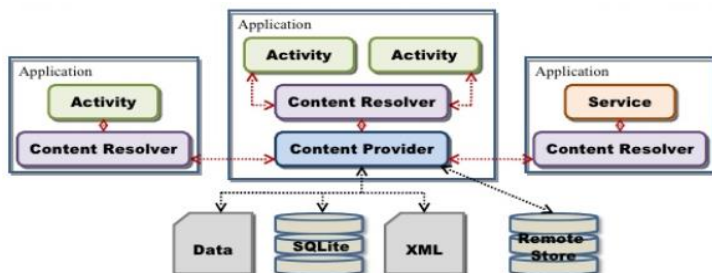 Application
Activity
Activity
Application
Activity
Content Resolver
Content Resolver
Content Provider
Application
Service
Content Resolver
Data
SQLite
XML
Remote
Store